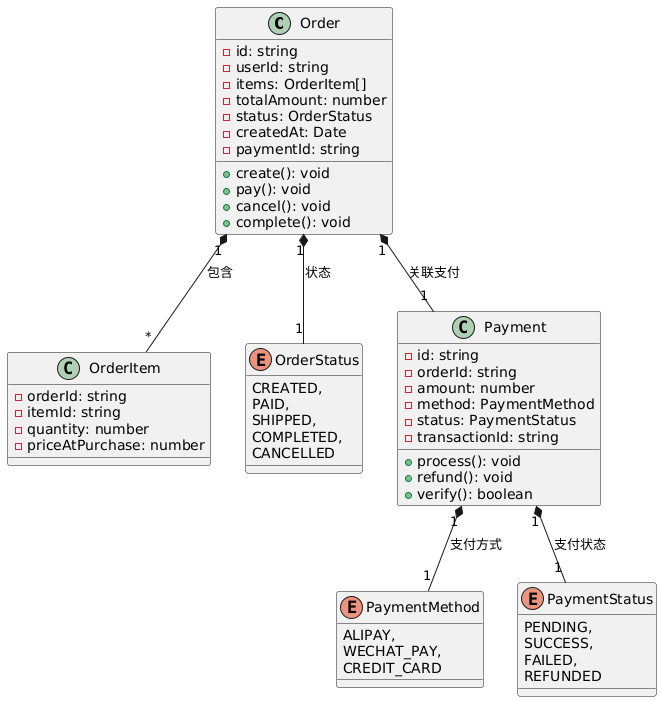 C Order
id: string
userId: string
items: OrderItem[]
totalAmount: number
status: OrderStatus
createdAt: Date
paymentId: string
create(): void
pay(): void
cancel(): void
complete(): void
1 1 1
包含 状态 关联支付
* 1 1
C OrderItem
orderId: string
itemId: string
quantity: number
priceAtPurchase: number
E OrderStatus
CREATED,
PAID,
SHIPPED,
COMPLETED,
CANCELLED
C Payment
id: string
orderId: string
amount: number
method: PaymentMethod
status: PaymentStatus
transactionId: string
process(): void
refund(): void
verify(): boolean
1 1
支付方式 支付状态
1 1
E PaymentMethod
ALIPAY,
WECHAT_PAY,
CREDIT_CARD
E PaymentStatus
PENDING,
SUCCESS,
FAILED,
REFUNDED